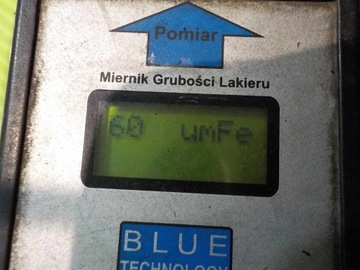 Pomiar
Miernik Grubości Lakieru
60 umFe
BLUE
TECHNOLOGY